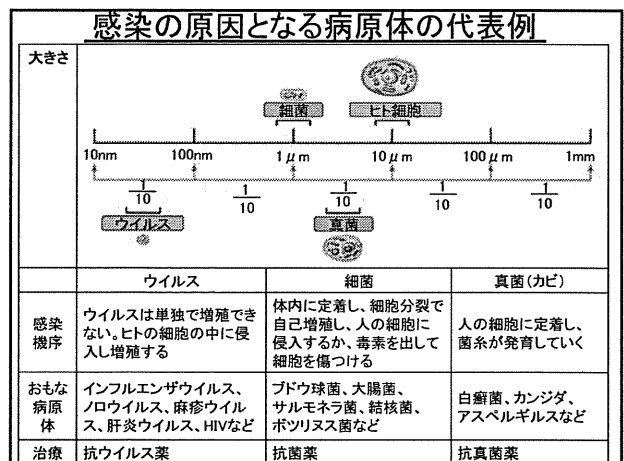 感染の原因となる病原体の代表例
大きさ
細菌
ヒト細胞
10nm 100nm 1μm 10μm 100μm 1mm
1/10 1/10 1/10 1/10 1/10
ウイルス
真菌
ウイルス 細菌 真菌(カビ)
感染
機序
ウイルスは単独で増殖でき
ない。ヒトの細胞の中に侵
入し増殖する
体内に定着し、細胞分裂で
自己増殖し、人の細胞に
侵入するか、毒素を出して
細胞を傷つける
人の細胞に定着し、
菌糸が発育していく
おもな
病原
体
インフルエンザウイルス、
ノロウイルス、麻疹ウイル
ス、肝炎ウイルス、HIVなど
ブドウ球菌、大腸菌、
サルモネラ菌、結核菌、
ボツリヌス菌など
白癬菌、カンジダ、
アスペルギルスなど
治療 抗ウイルス薬 抗菌薬 抗真菌薬